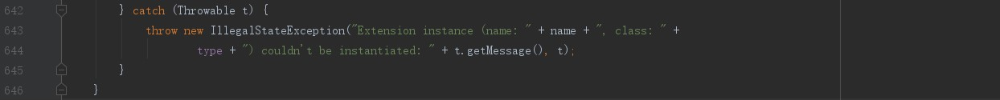 642 } catch (Throwable t) {
643 throw new IllegalStateException("Extension instance (name: " + name + ", class: " +
644 type + ") couldn't be instantiated: " + t.getMessage(), t);
645 }
646 }